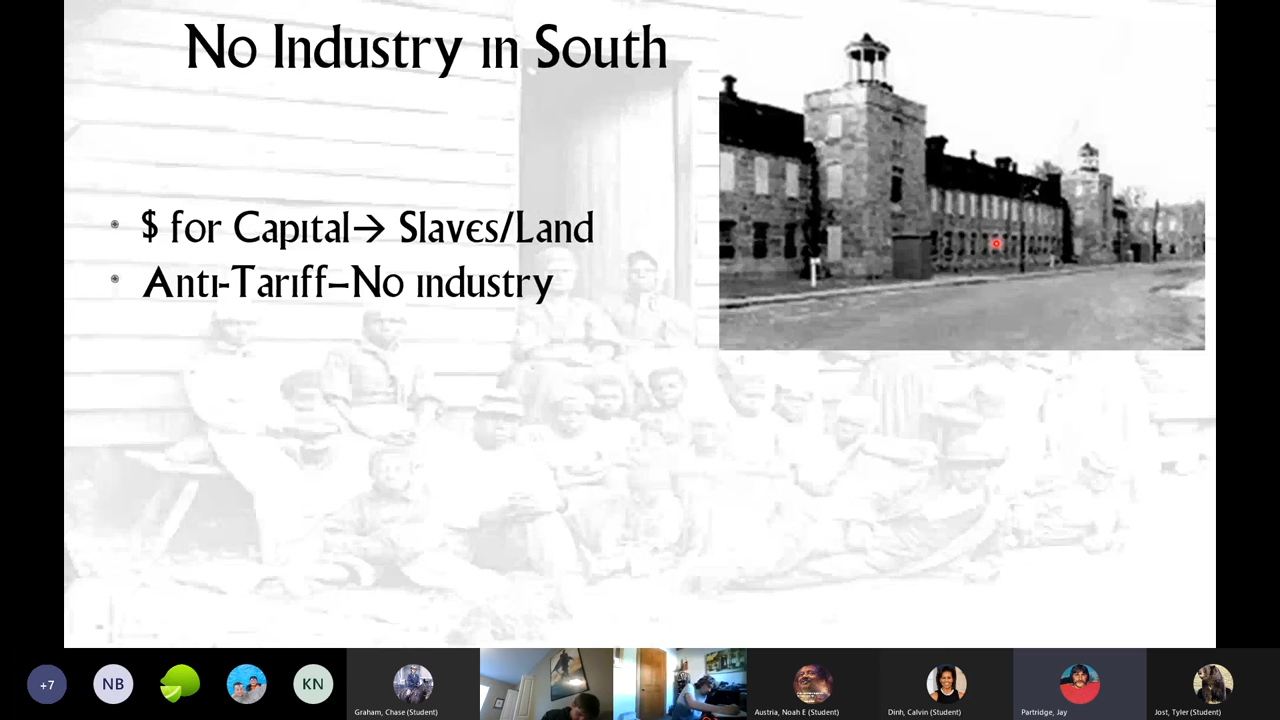 No Industry in South
$ for Capital→ Slaves/Land
Anti-Tariff–No industry
+7
NB
KN
Graham, Chase (Student)
Austria, Noah E (Student)
Dinh, Calvin (Student)
Partridge, Jay
Jost, Tyler (Student)